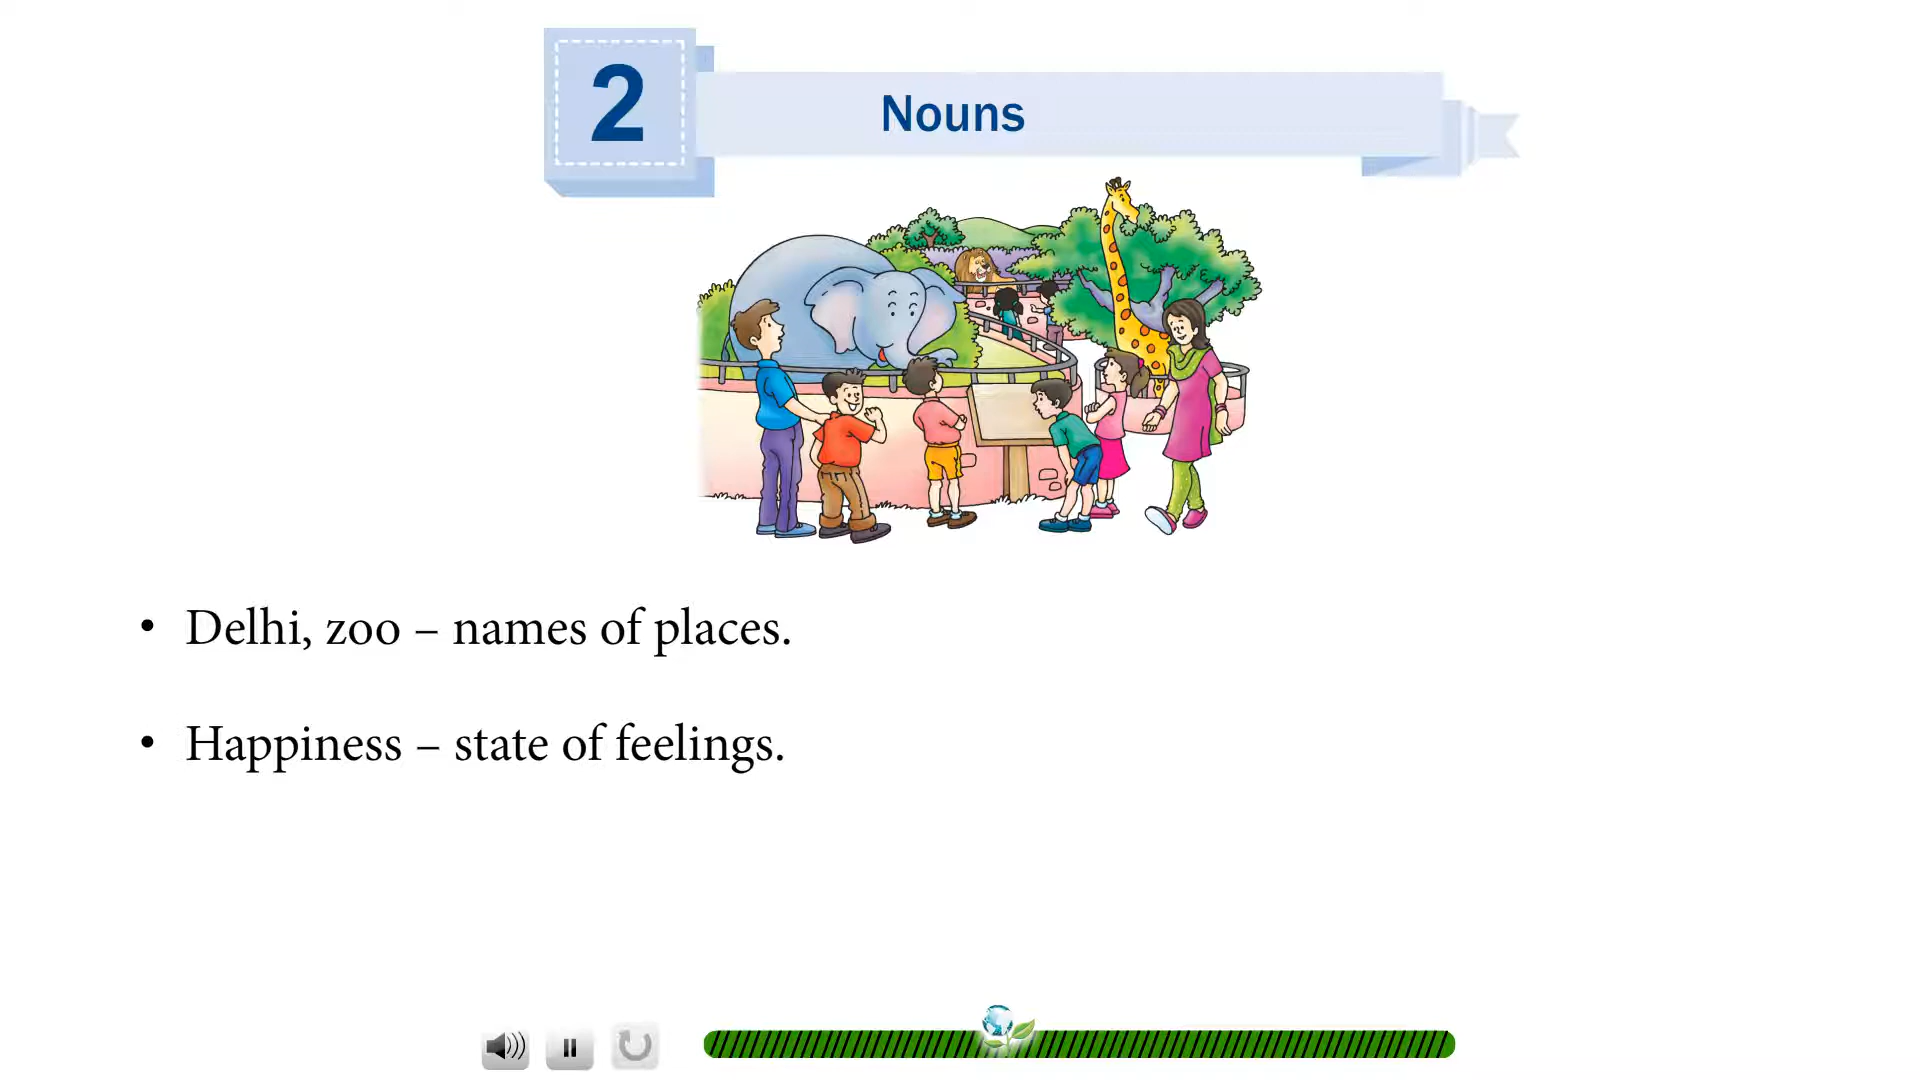 2
Nouns
• Delhi, zoo – names of places.
• Happiness – state of feelings.